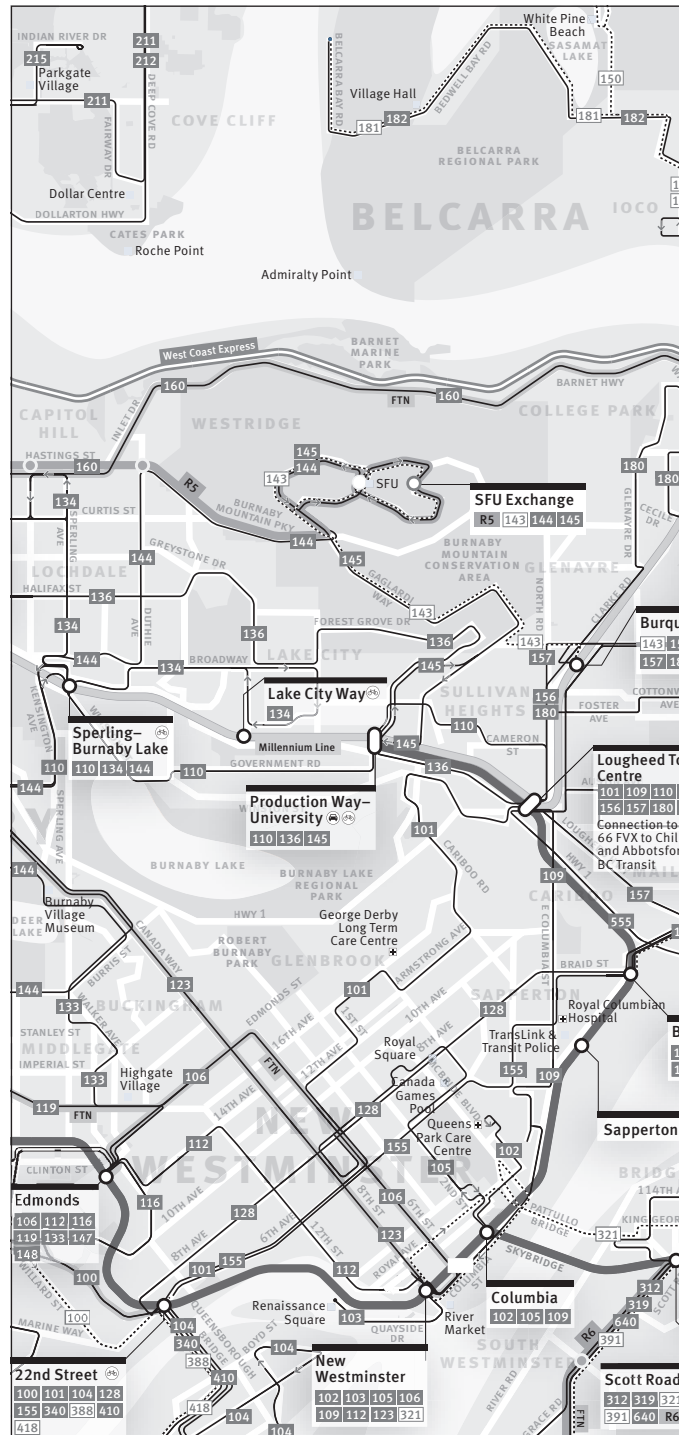 INDIAN RIVER DR
215
Parkgate
Village
211
211
212
DEEP COVE RD
FAIRWAY DR
COVE CLIFF
Dollar Centre
DOLLARTON HWY
CATES PARK
Roche Point
White Pine
Beach
SASAMAT
LAKE
150
BELCARRA BAY RD
Village Hall
BEDWELL BAY RD
181
182
181
182
BELCARRA
REGIONAL PARK
BELCARRA
IOCO
Admiralty Point
West Coast Express
BARNET
MARINE
PARK
160
FTN
160
BARNET HWY
CAPITOL
HILL
INLET DR
WESTRIDGE
COLLEGE PARK
HASTINGS ST
160
R5
145
144
143
SFU
SFU Exchange
R5 143 144 145
180
180
GLENAYRE DR
CECILE
DR
134
CURTIS ST
SPERLING
AVE
BURNABY
MOUNTAIN PKY
144
144
145
GREYSTONE DR
BURNABY
MOUNTAIN
CONSERVATION
AREA
GLENAYRE
LOCHDALE
HALIFAX ST
136
DUTHIE
AVE
GAGLARDI
WAY
143
NORTH RD
CLARKE RD
134
136
FOREST GROVE DR
136
143
144
134
BROADWAY
LAKE CITY
145
157
Burqu
143
157
KENSINGTON
AVE
Lake City Way
134
SULLIVAN
HEIGHTS
156
180
FOSTER
AVE
COTTONW
AVE
Sperling–
Burnaby Lake
110 134 144
Millennium Line
145
110
CAMERON
ST
110
144
110
GOVERNMENT RD
136
Lougheed To
Centre
101 109 110
156 157 180
Connection to
66 FVX to Chil
and Abbotsfor
BC Transit
Production Way–
University
110 136 145
SPERLING AVE
101
CARIBOO RD
HWY 1
109
144
BURNABY LAKE
BURNABY LAKE
REGIONAL
PARK
CARIBOO
157
Burnaby
Village
Museum
DEER
LAKE
HWY 1
George Derby
Long Term
Care Centre
E COLUMBIA ST
555
CANADA WAY
BURRIS ST
ROBERT
BURNABY
PARK
GLENBROOK
ARMSTRONG AVE
BRAID ST
144
133
123
BUCKINGHAM
EDMONDS ST
101
1ST ST
10TH AVE
SAPPERTON
128
Royal Columbian
Hospital
STANLEY ST
WALKER AVE
MIDDLEGATE
IMPERIAL ST
16TH AVE
12TH AVE
8TH AVE
Royal
Square
TransLink &
Transit Police
133
Highgate
Village
106
FTN
MCBRIDE BLVD
155
109
Canada
Games
Pool
119
FTN
14TH AVE
128
Queens
Park Care
Centre
Sapperton
NEW
WESTMINSTER
112
155
105
102
CLINTON ST
116
10TH AVE
8TH ST
106
2ND ST
PATTULLO
BRIDGE
BRIDG
114TH A
KING GEOR
321
Edmonds
106 112 116
119 133 147
148
128
8TH AVE
6TH AVE
12TH ST
6TH ST
123
ROYAL AVE
COLUMBIA
ST
SKYBRIDGE
100
101
155
112
Columbia
102 105 109
312
319
640
R6
391
WILLARD ST
100
MARINE WAY
104
340
388
QUEENSBOROUGH
BRIDGE
BOYD ST
Renaissance
Square
103
QUAYSIDE
DR
River
Market
SOUTH
WESTMINSTER
22nd Street
100 101 104 128
155 340 388 410
418
410
418
104
104
104
New
Westminster
102 103 105 106
109 112 123 321
RIVER RD
GRACE RD
FTN
Scott Road
312 319 321
391 640 R6